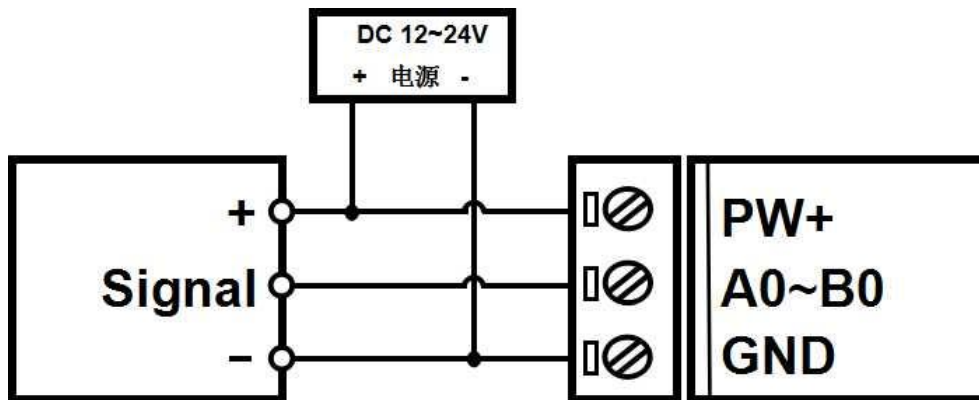 DC 12~24V
+ 电源 -
+
PW+
Signal
A0~B0
−
GND